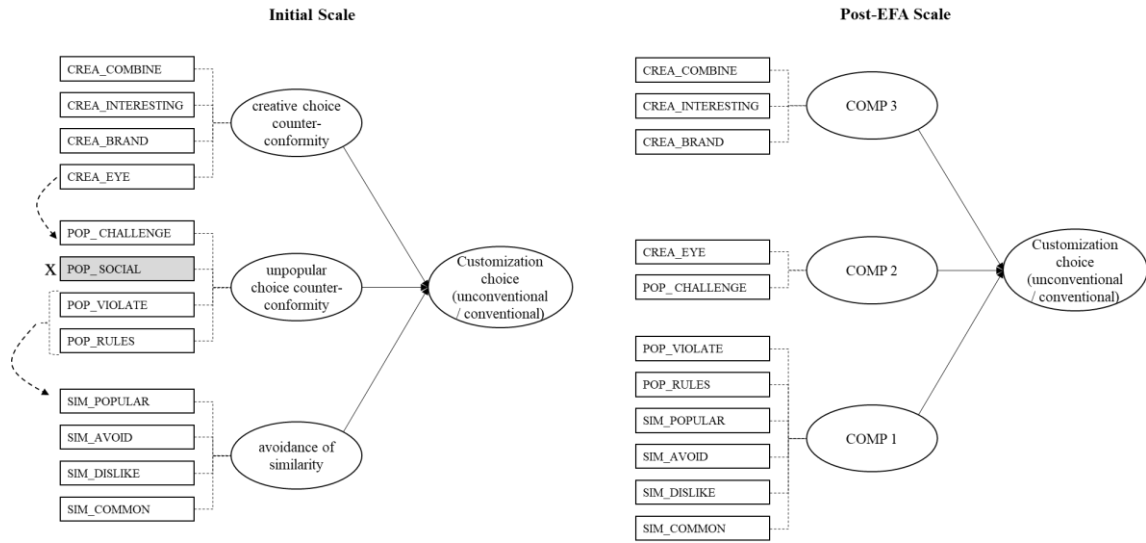 Initial Scale
CREA_COMBINE
CREA_INTERESTING
CREA_BRAND
CREA_EYE
creative choice
counter-
conformity
POP_ CHALLENGE
X
POP_ SOCIAL
POP_VIOLATE
POP_RULES
unpopular
choice counter-
conformity
SIM_POPULAR
SIM_AVOID
SIM_DISLIKE
SIM_COMMON
avoidance of
similarity
Customization
choice
(unconventional
/ conventional)
Post-EFA Scale
CREA_COMBINE
CREA_INTERESTING
CREA_BRAND
COMP 3
CREA_EYE
POP_CHALLENGE
COMP 2
POP_VIOLATE
POP_RULES
SIM_POPULAR
SIM_AVOID
SIM_DISLIKE
SIM_COMMON
COMP 1
Customization
choice
(unconventional
/ conventional)